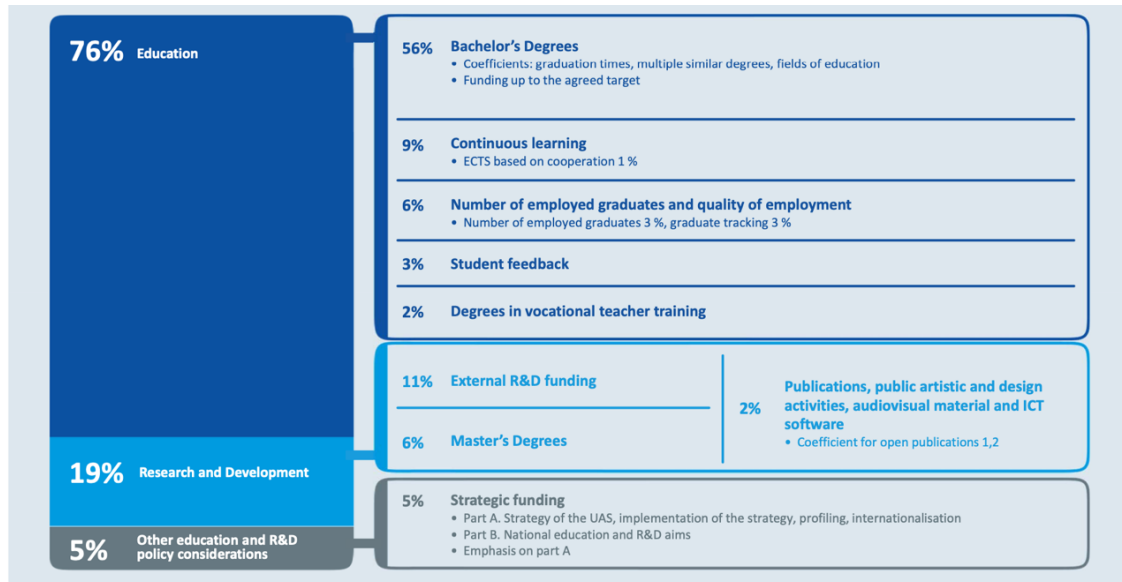 76% Education
56% Bachelor's Degrees
• Coefficients: graduation times, multiple similar degrees, fields of education
• Funding up to the agreed target
9% Continuous learning
• ECTS based on cooperation 1 %
6% Number of employed graduates and quality of employment
• Number of employed graduates 3 %, graduate tracking 3 %
3% Student feedback
2% Degrees in vocational teacher training
19% Research and Development
11% External R&D funding
6% Master's Degrees
2% Publications, public artistic and design
activities, audiovisual material and ICT
software
• Coefficient for open publications 1,2
5% Other education and R&D
policy considerations
5% Strategic funding
• Part A. Strategy of the UAS, implementation of the strategy, profiling, internationalisation
• Part B. National education and R&D aims
• Emphasis on part A